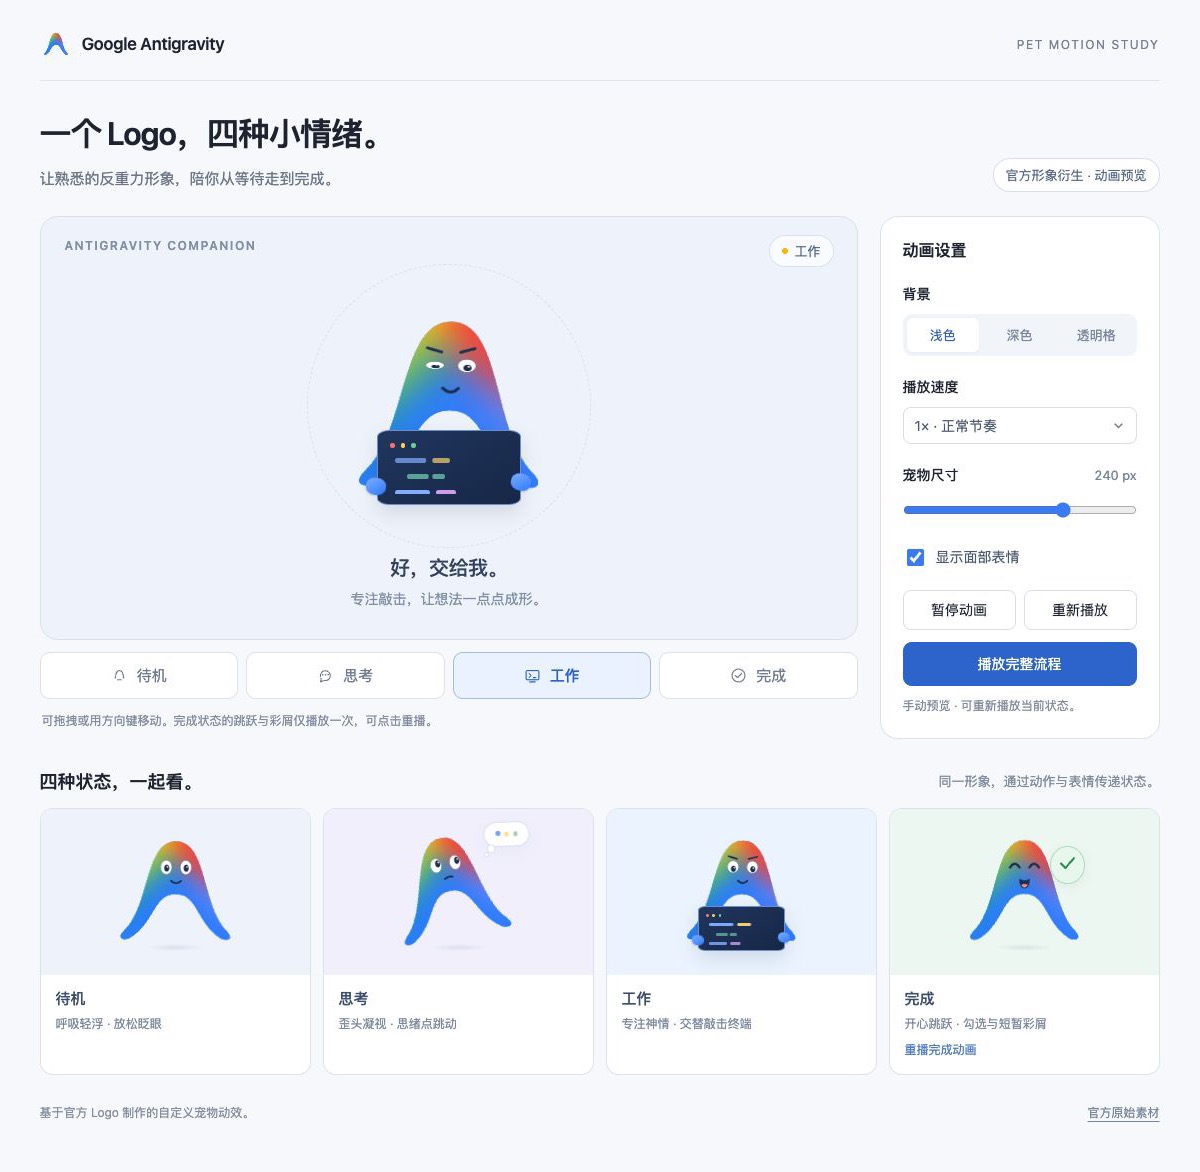 Google Antigravity
PET MOTION STUDY
一个 Logo，四种小情绪。
让熟悉的反重力形象，陪你从等待走到完成。
官方形象衍生 · 动画预览
ANTIGRAVITY COMPANION
工作
好，交给我。
专注敲击，让想法一点点成形。
待机
思考
工作
完成
可拖拽或用方向键移动。完成状态的跳跃与彩屑仅播放一次，可点击重播。
动画设置
背景
浅色
深色
透明格
播放速度
1× · 正常节奏
宠物尺寸
240 px
显示面部表情
暂停动画
重新播放
播放完整流程
手动预览 · 可重新播放当前状态。
四种状态，一起看。
同一形象，通过动作与表情传递状态。
待机
呼吸轻浮 · 放松眨眼
思考
歪头凝视 · 思绪点跳动
工作
专注神情 · 交替敲击终端
完成
开心跳跃 · 勾选与短暂彩屑
重播完成动画
基于官方 Logo 制作的自定义宠物动效。
官方原始素材